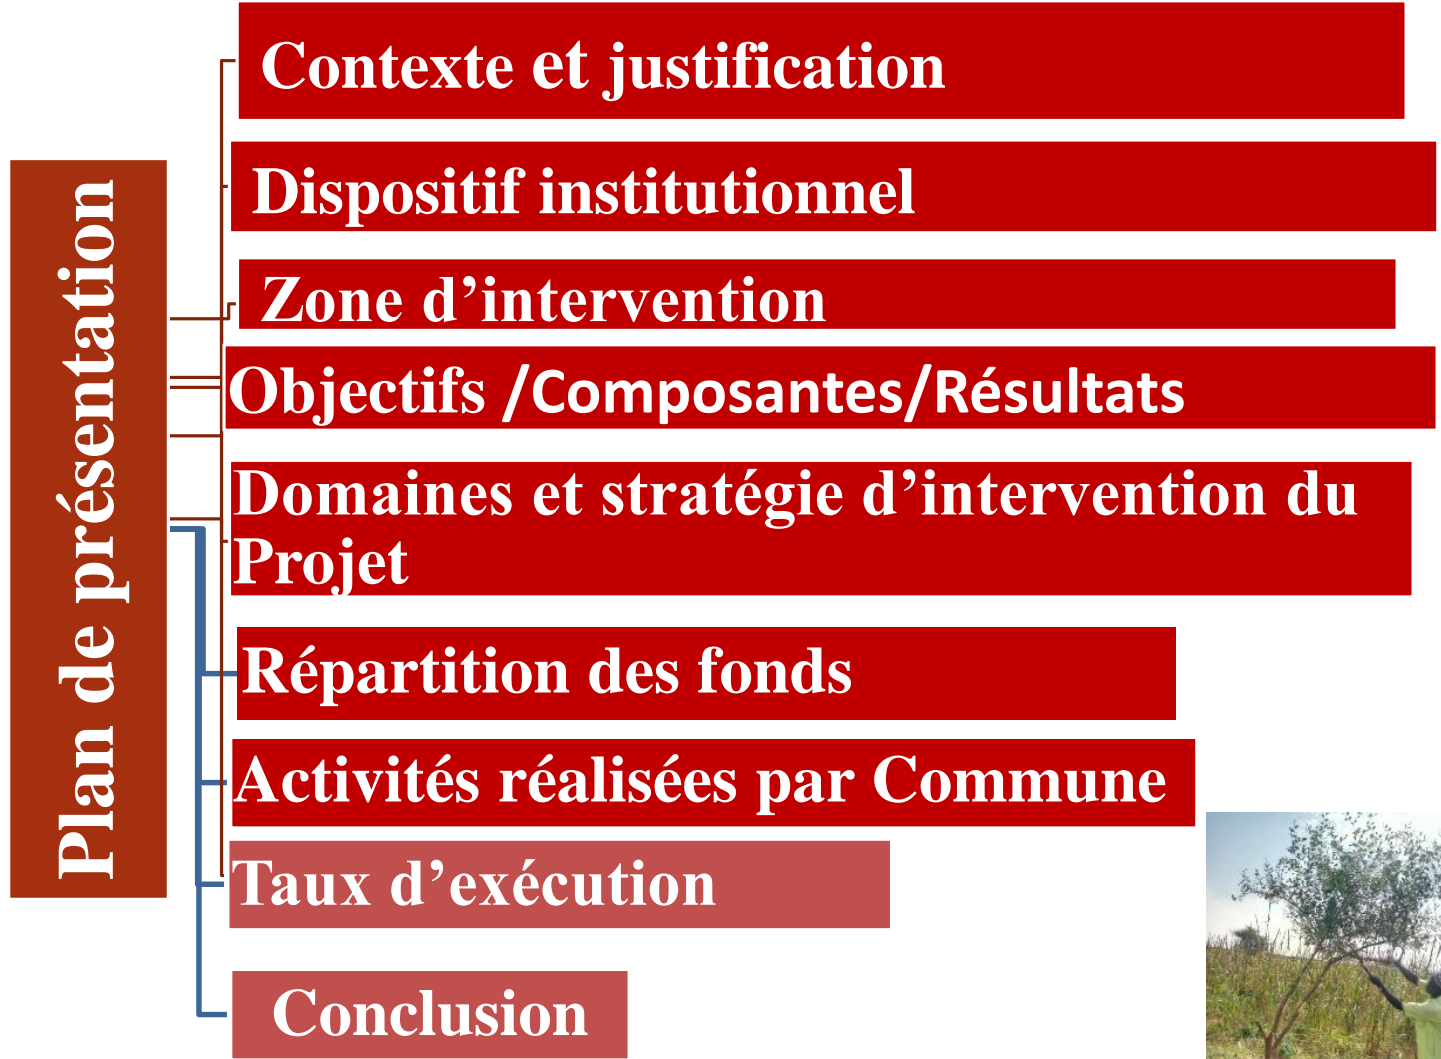 Plan de présentation
Contexte et justification
Dispositif institutionnel
Zone d’intervention
Objectifs /Composantes/Résultats
Domaines et stratégie d’intervention du
Projet
Répartition des fonds
Activités réalisées par Commune
Taux d’exécution
Conclusion